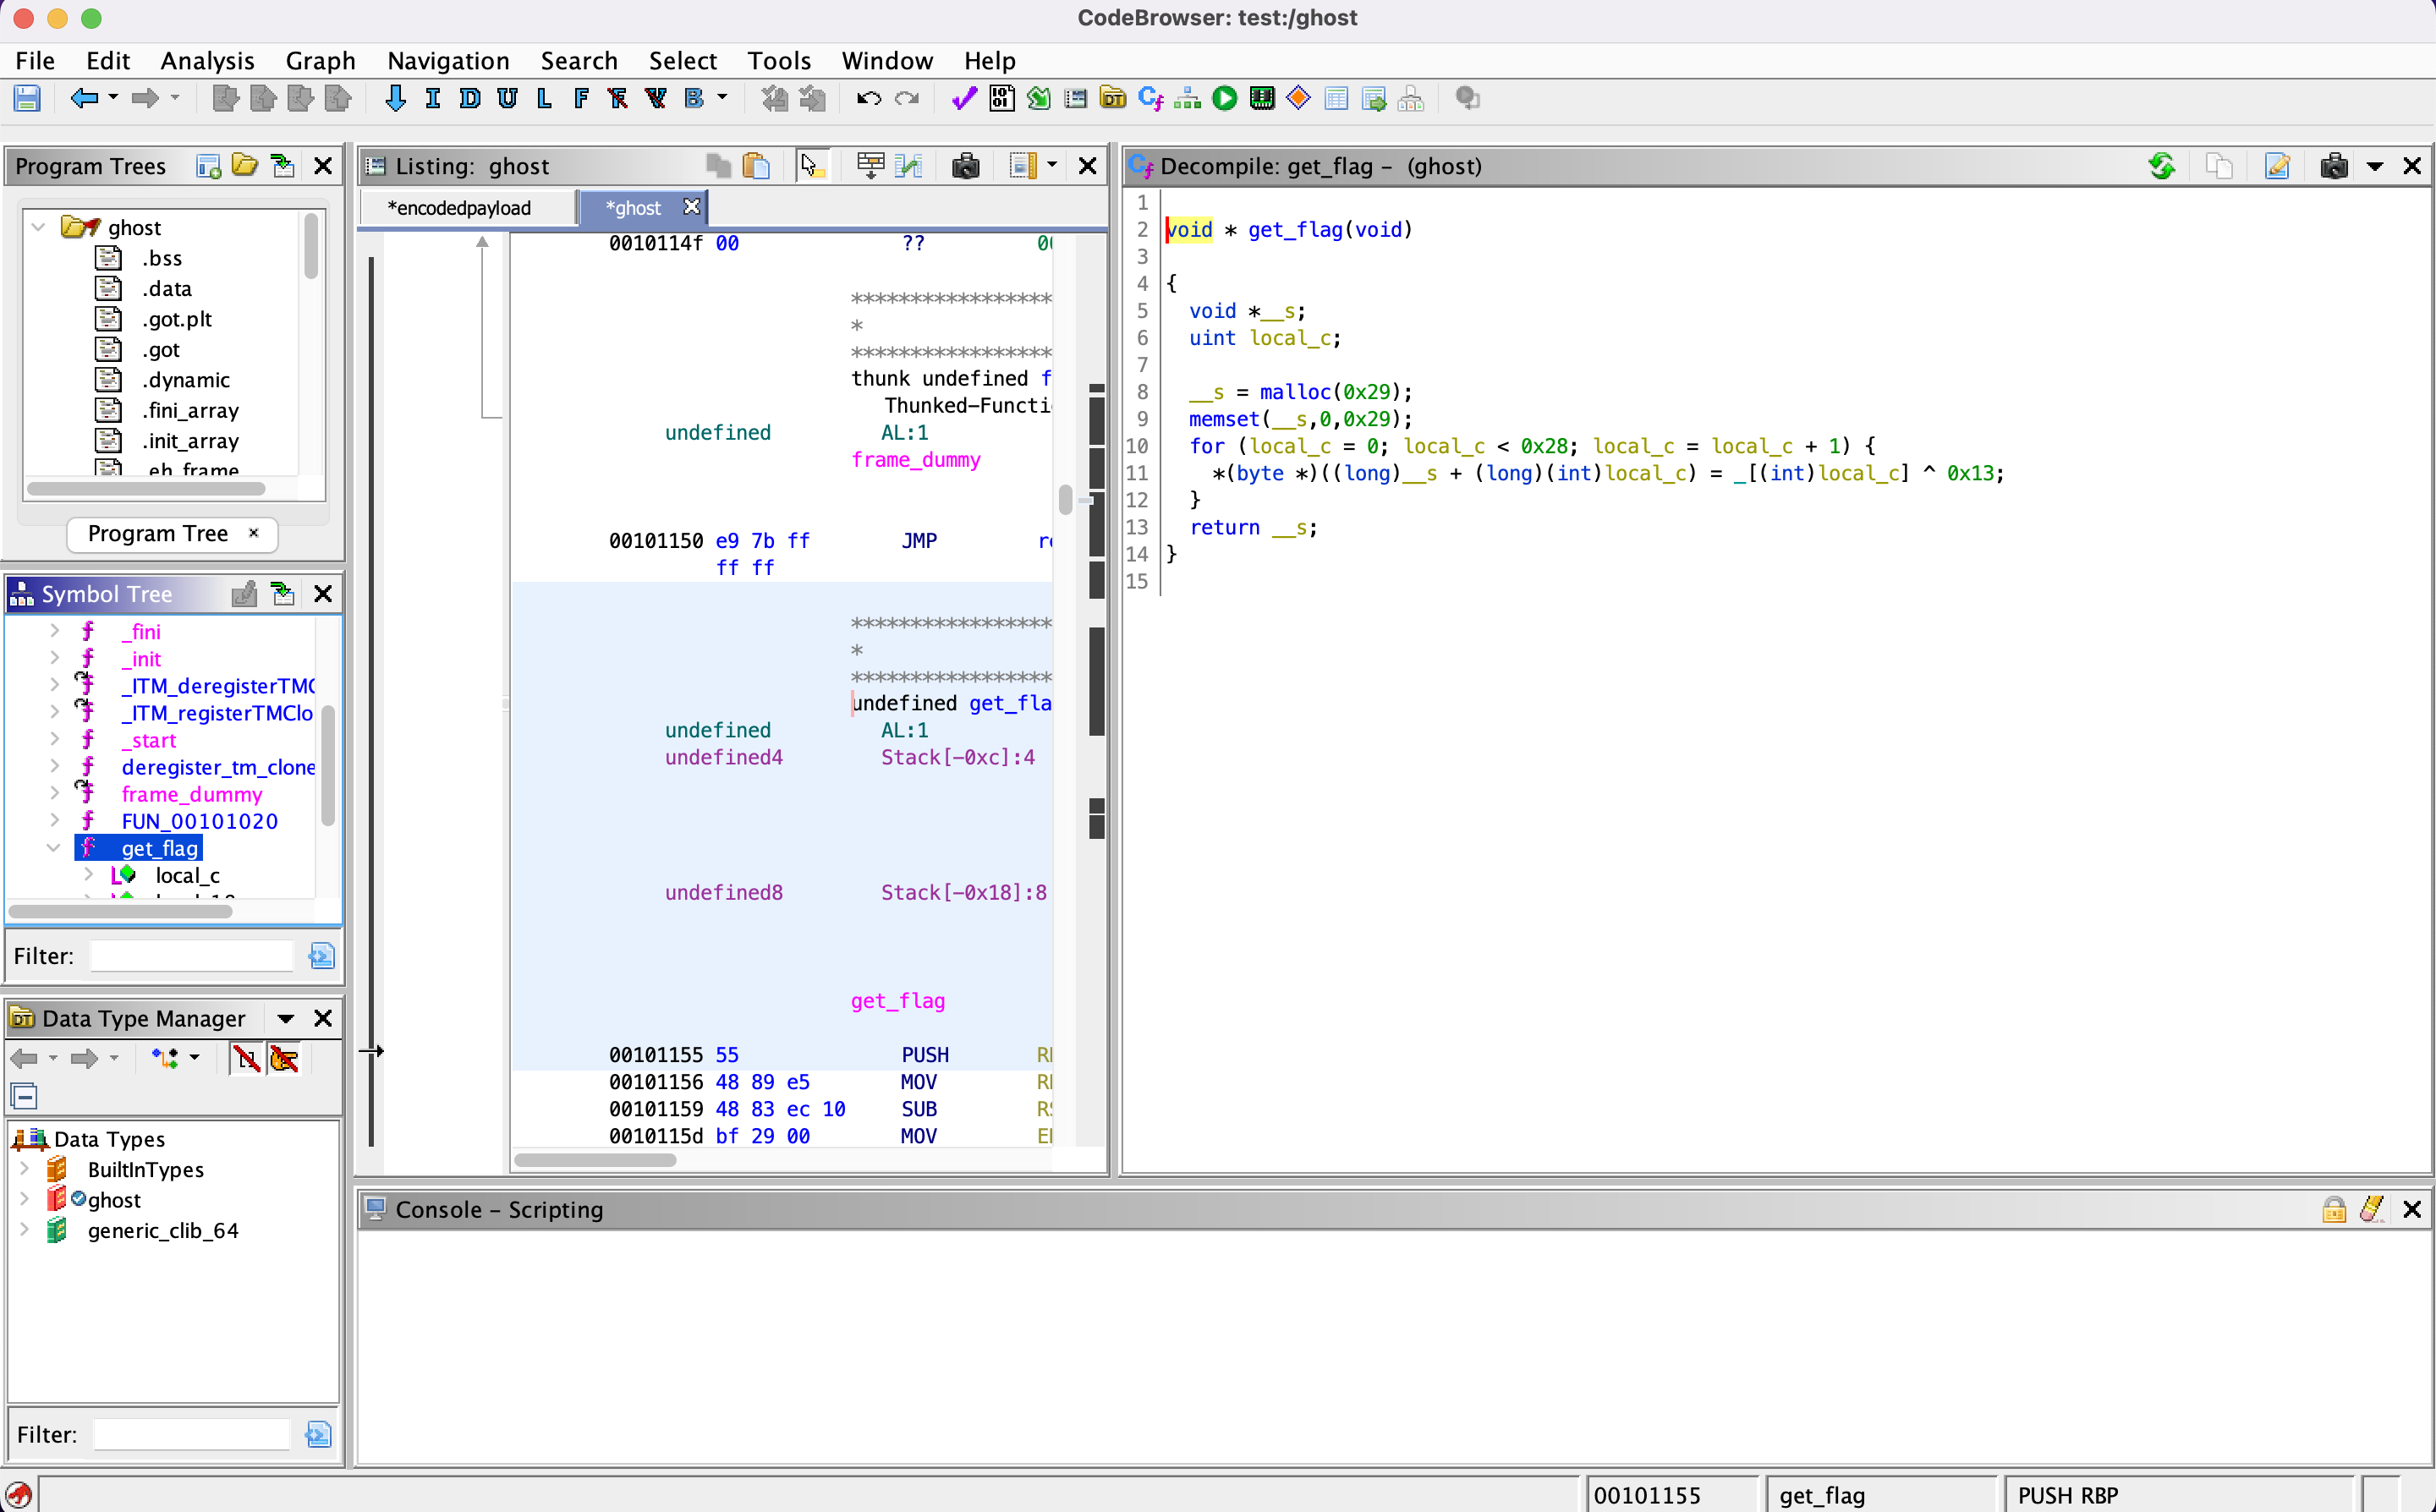 CodeBrowser: test:/ghost
File Edit Analysis Graph Navigation Search Select Tools Window Help
I D U L F F V B
Program Trees
ghost
.bss
.data
.got.plt
.got
.dynamic
.fini_array
.init_array
.eh_frame
Program Tree ×
Symbol Tree
_fini
_init
_ITM_deregisterTMC
_ITM_registerTMClo
_start
deregister_tm_clone
frame_dummy
FUN_00101020
get_flag
local_c
Filter:
Data Type Manager
Data Types
BuiltInTypes
ghost
generic_clib_64
Filter:
Listing: ghost
*encodedpayload *ghost
0010114f 00 ??
*****************
*
*****************
thunk undefined f
Thunked-Functi
undefined AL:1
frame_dummy
00101150 e9 7b ff JMP
ff ff
*****************
*
*****************
undefined get_fla
undefined AL:1
undefined4 Stack[-0xc]:4
undefined8 Stack[-0x18]:8
get_flag
00101155 55 PUSH
00101156 48 89 e5 MOV
00101159 48 83 ec 10 SUB
0010115d bf 29 00 MOV
Decompile: get_flag - (ghost)
1
2 void * get_flag(void)
3
4 {
5 void *__s;
6 uint local_c;
7
8 __s = malloc(0x29);
9 memset(__s,0,0x29);
10 for (local_c = 0; local_c < 0x28; local_c = local_c + 1) {
11 *(byte *)((long)__s + (long)(int)local_c) = _[(int)local_c] ^ 0x13;
12 }
13 return __s;
14 }
15
Console - Scripting
00101155 get_flag PUSH RBP